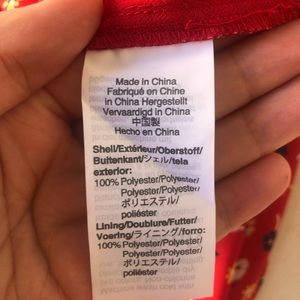 Made in China
Fabriqué en Chine
in China Hergestellt
Vervaardigd in China
中国製
Hecho en China
Shell/Extérieur/Oberstoff/
Buitenkant/シェル/tela
exterior:
100% Polyester/Polyester/
Polyester/Polyester/
ポリエステル/
poliéster
Lining/Doublure/Futter/
Voering/ライニング/forro:
100% Polyester/Polyester/
Polyester/Polyester/
ポリエステル/
poliéster